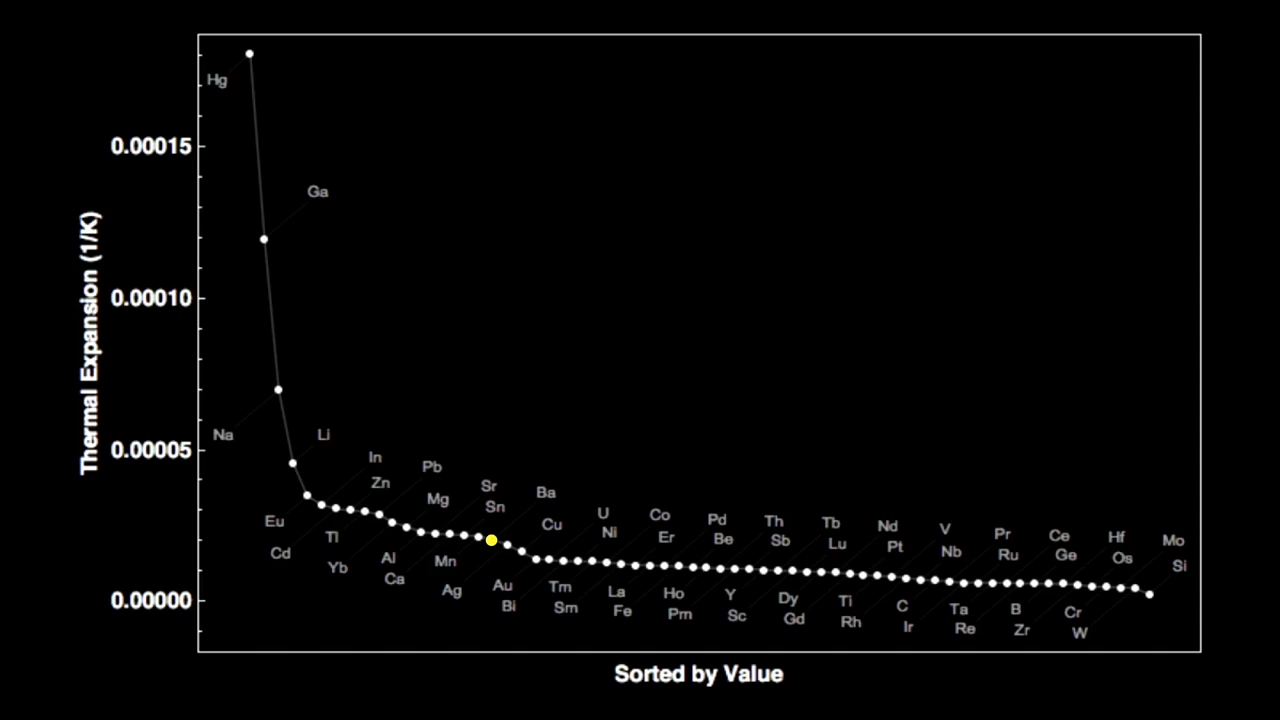 Hg
0.00015
Ga
Thermal Expansion (1/K)
0.00010
Na
Li
0.00005
In
Pb
Zn
Sr
Ba
Mg
Sn
U
Co
Pd
Th
Tb
Nd
V
Pr
Ce
Hf
Mo
Eu
Cu
Ni
Er
Be
Sb
Lu
Pt
Nb
Ru
Ge
Os
Si
Cd
Tl
Yb
Al
Ca
Mn
Ag
Au
Bi
Tm
Sm
La
Fe
Ho
Pm
Y
Sc
Dy
Gd
Ti
Rh
C
Ir
Ta
Re
B
Zr
Cr
W
0.00000
Sorted by Value